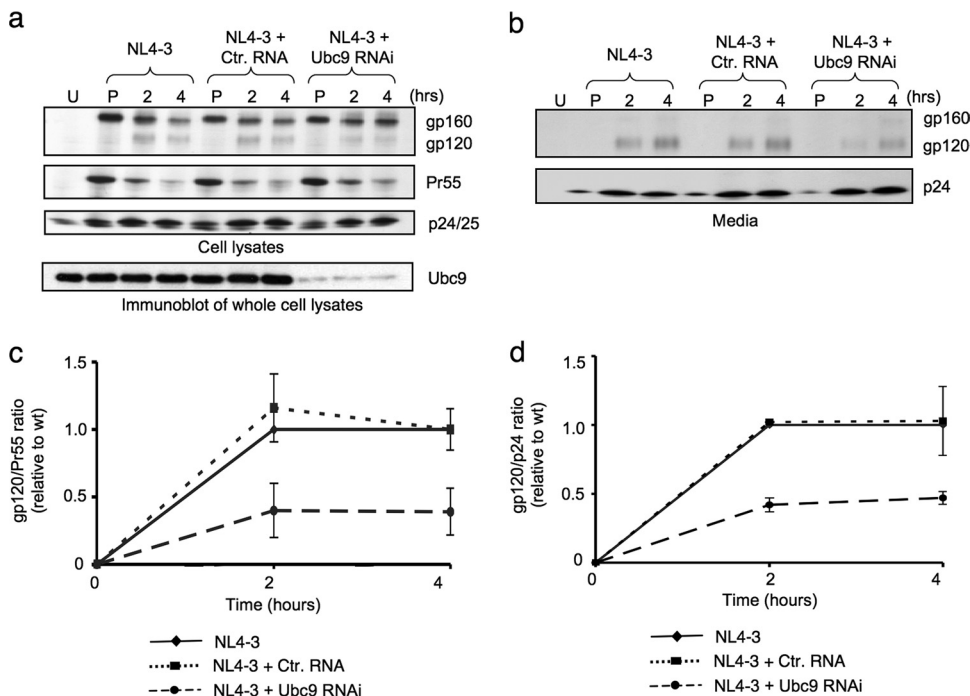 a
NL4-3
NL4-3 +
Ctr. RNA
NL4-3 +
Ubc9 RNAi
U P 2 4 P 2 4 P 2 4 (hrs)
gp160
gp120
Pr55
p24/25
Cell lysates
Ubc9
Immunoblot of whole cell lysates
b
NL4-3
NL4-3 +
Ctr. RNA
NL4-3 +
Ubc9 RNAi
U P 2 4 P 2 4 P 2 4 (hrs)
gp160
gp120
p24
Media
c
gp120/Pr55 ratio
(relative to wt)
1.5
1.0
0.5
0
0 2 4
Time (hours)
NL4-3
NL4-3 + Ctr. RNA
NL4-3 + Ubc9 RNAi
d
gp120/p24 ratio
(relative to wt)
1.5
1.0
0.5
0
0 2 4
Time (hours)
NL4-3
NL4-3 + Ctr. RNA
NL4-3 + Ubc9 RNAi